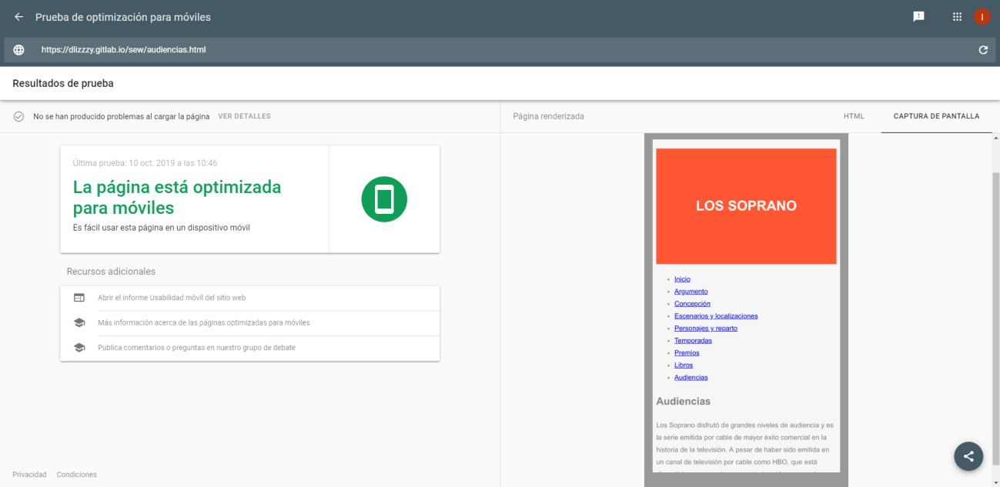 Prueba de optimización para móviles
I
https://dlizzzy.gitlab.io/sew/audiencias.html
Resultados de prueba
No se han producido problemas al cargar la página VER DETALLES
Última prueba: 10 oct. 2019 a las 10:46
La página está optimizada
para móviles
Es fácil usar esta página en un dispositivo móvil
Recursos adicionales
Abrir el informe Usabilidad móvil del sitio web
Más información acerca de las páginas optimizadas para móviles
Publica comentarios o preguntas en nuestro grupo de debate
Privacidad Condiciones
Página renderizada HTML CAPTURA DE PANTALLA
LOS SOPRANO
Inicio
Argumento
Concepción
Escenarios y localizaciones
Personajes y reparto
Temporadas
Premios
Libros
Audiencias
Audiencias
Los Soprano disfrutó de grandes niveles de audiencia y es
la serie emitida por cable de mayor éxito comercial en la
historia de la televisión. A pesar de haber sido emitida en
un canal de televisión por cable como HBO, que está